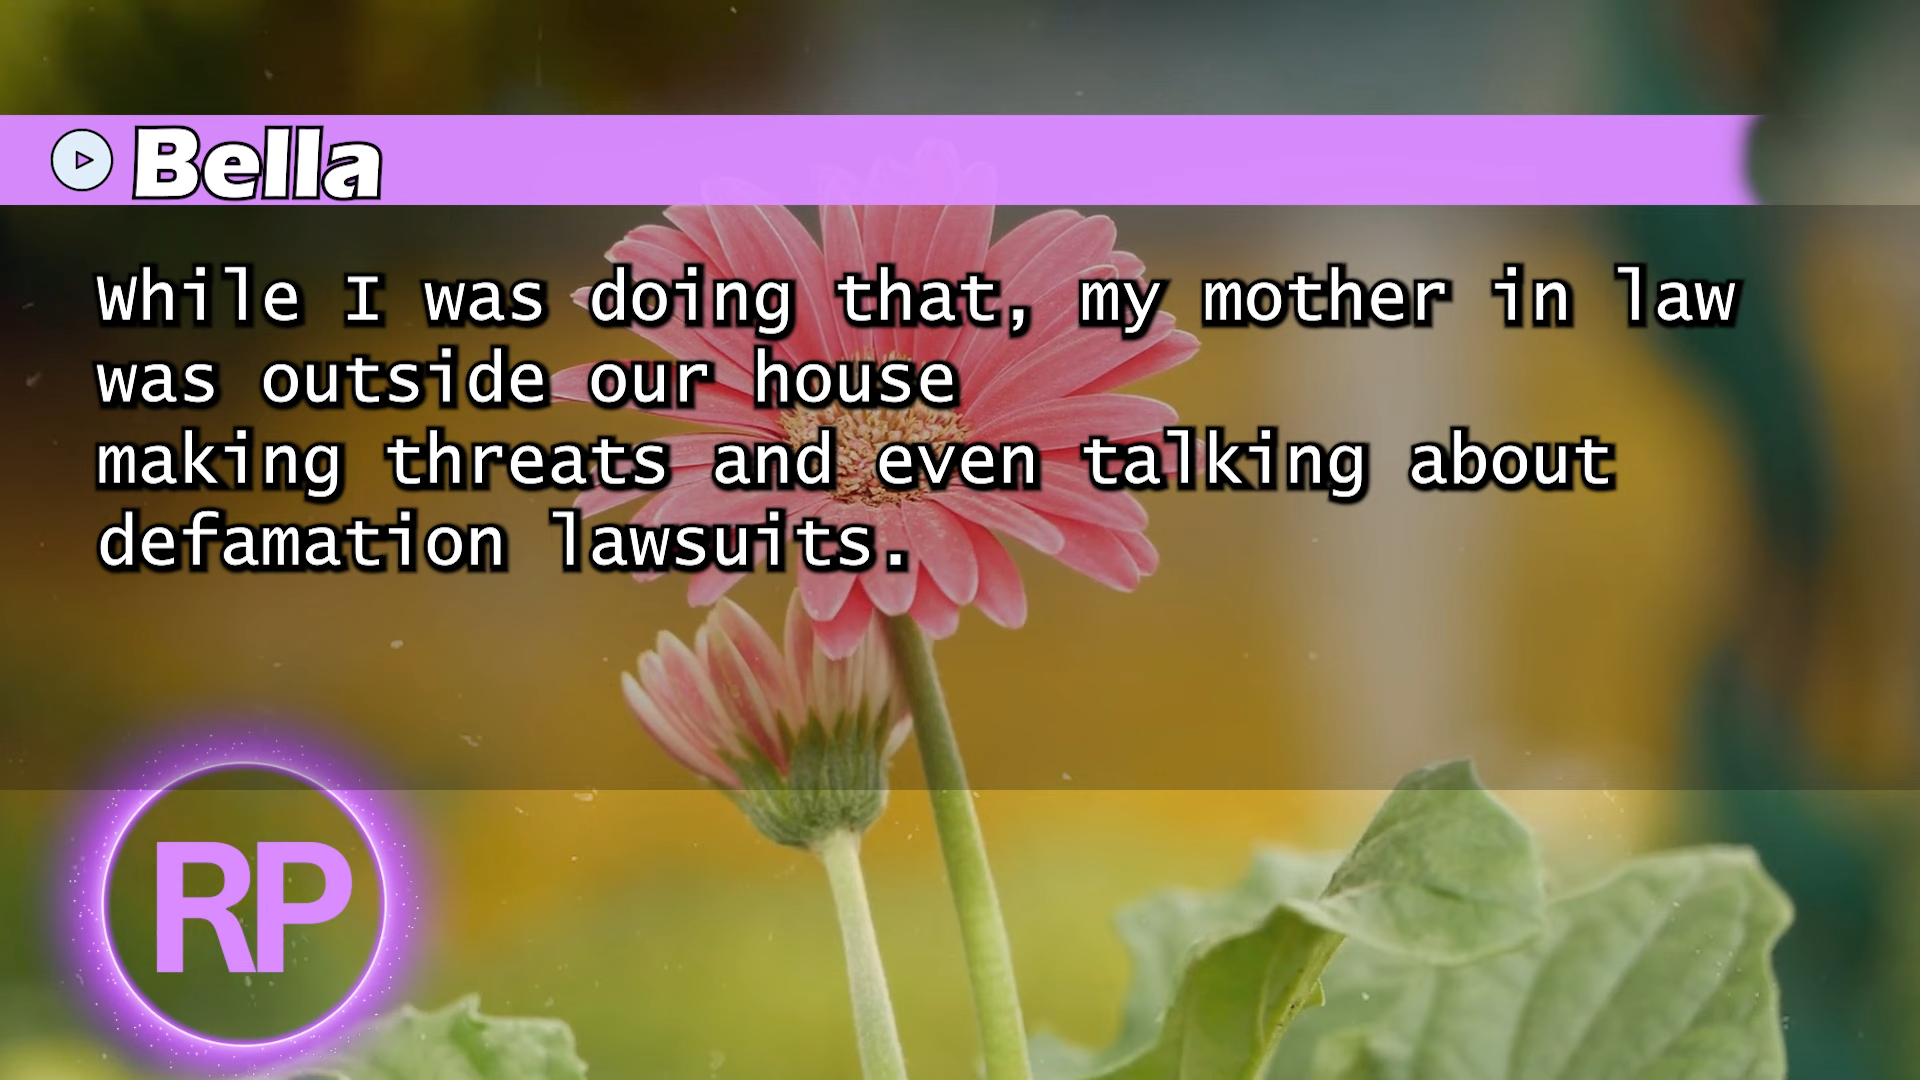 Bella
While I was doing that, my mother in law
was outside our house
making threats and even talking about
defamation lawsuits.
RP